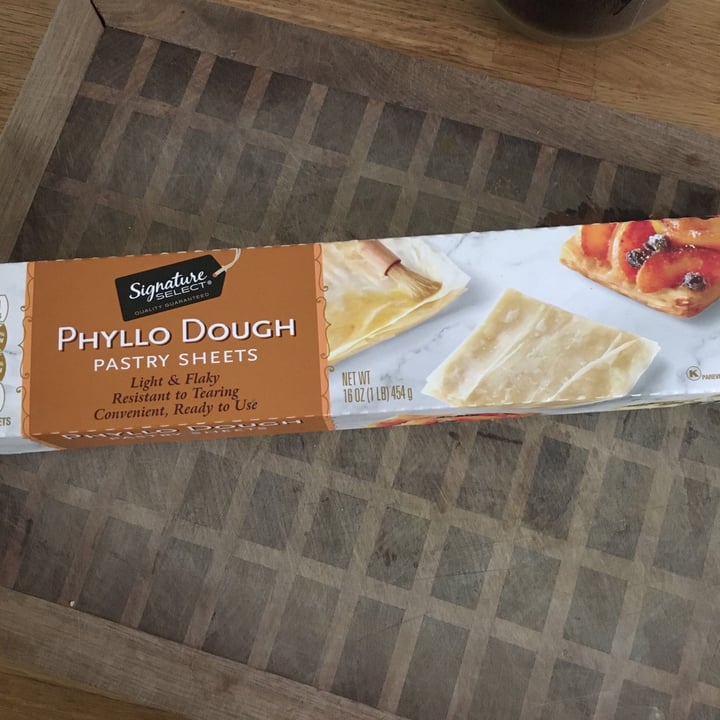 Signature
SELECT®
QUALITY GUARANTEED
PHYLLO DOUGH
PASTRY SHEETS
Light & Flaky
Resistant to Tearing
Convenient, Ready to Use
NET WT
16 OZ (1 LB) 454 g
K PAREVE
PHYLLO DOUGH